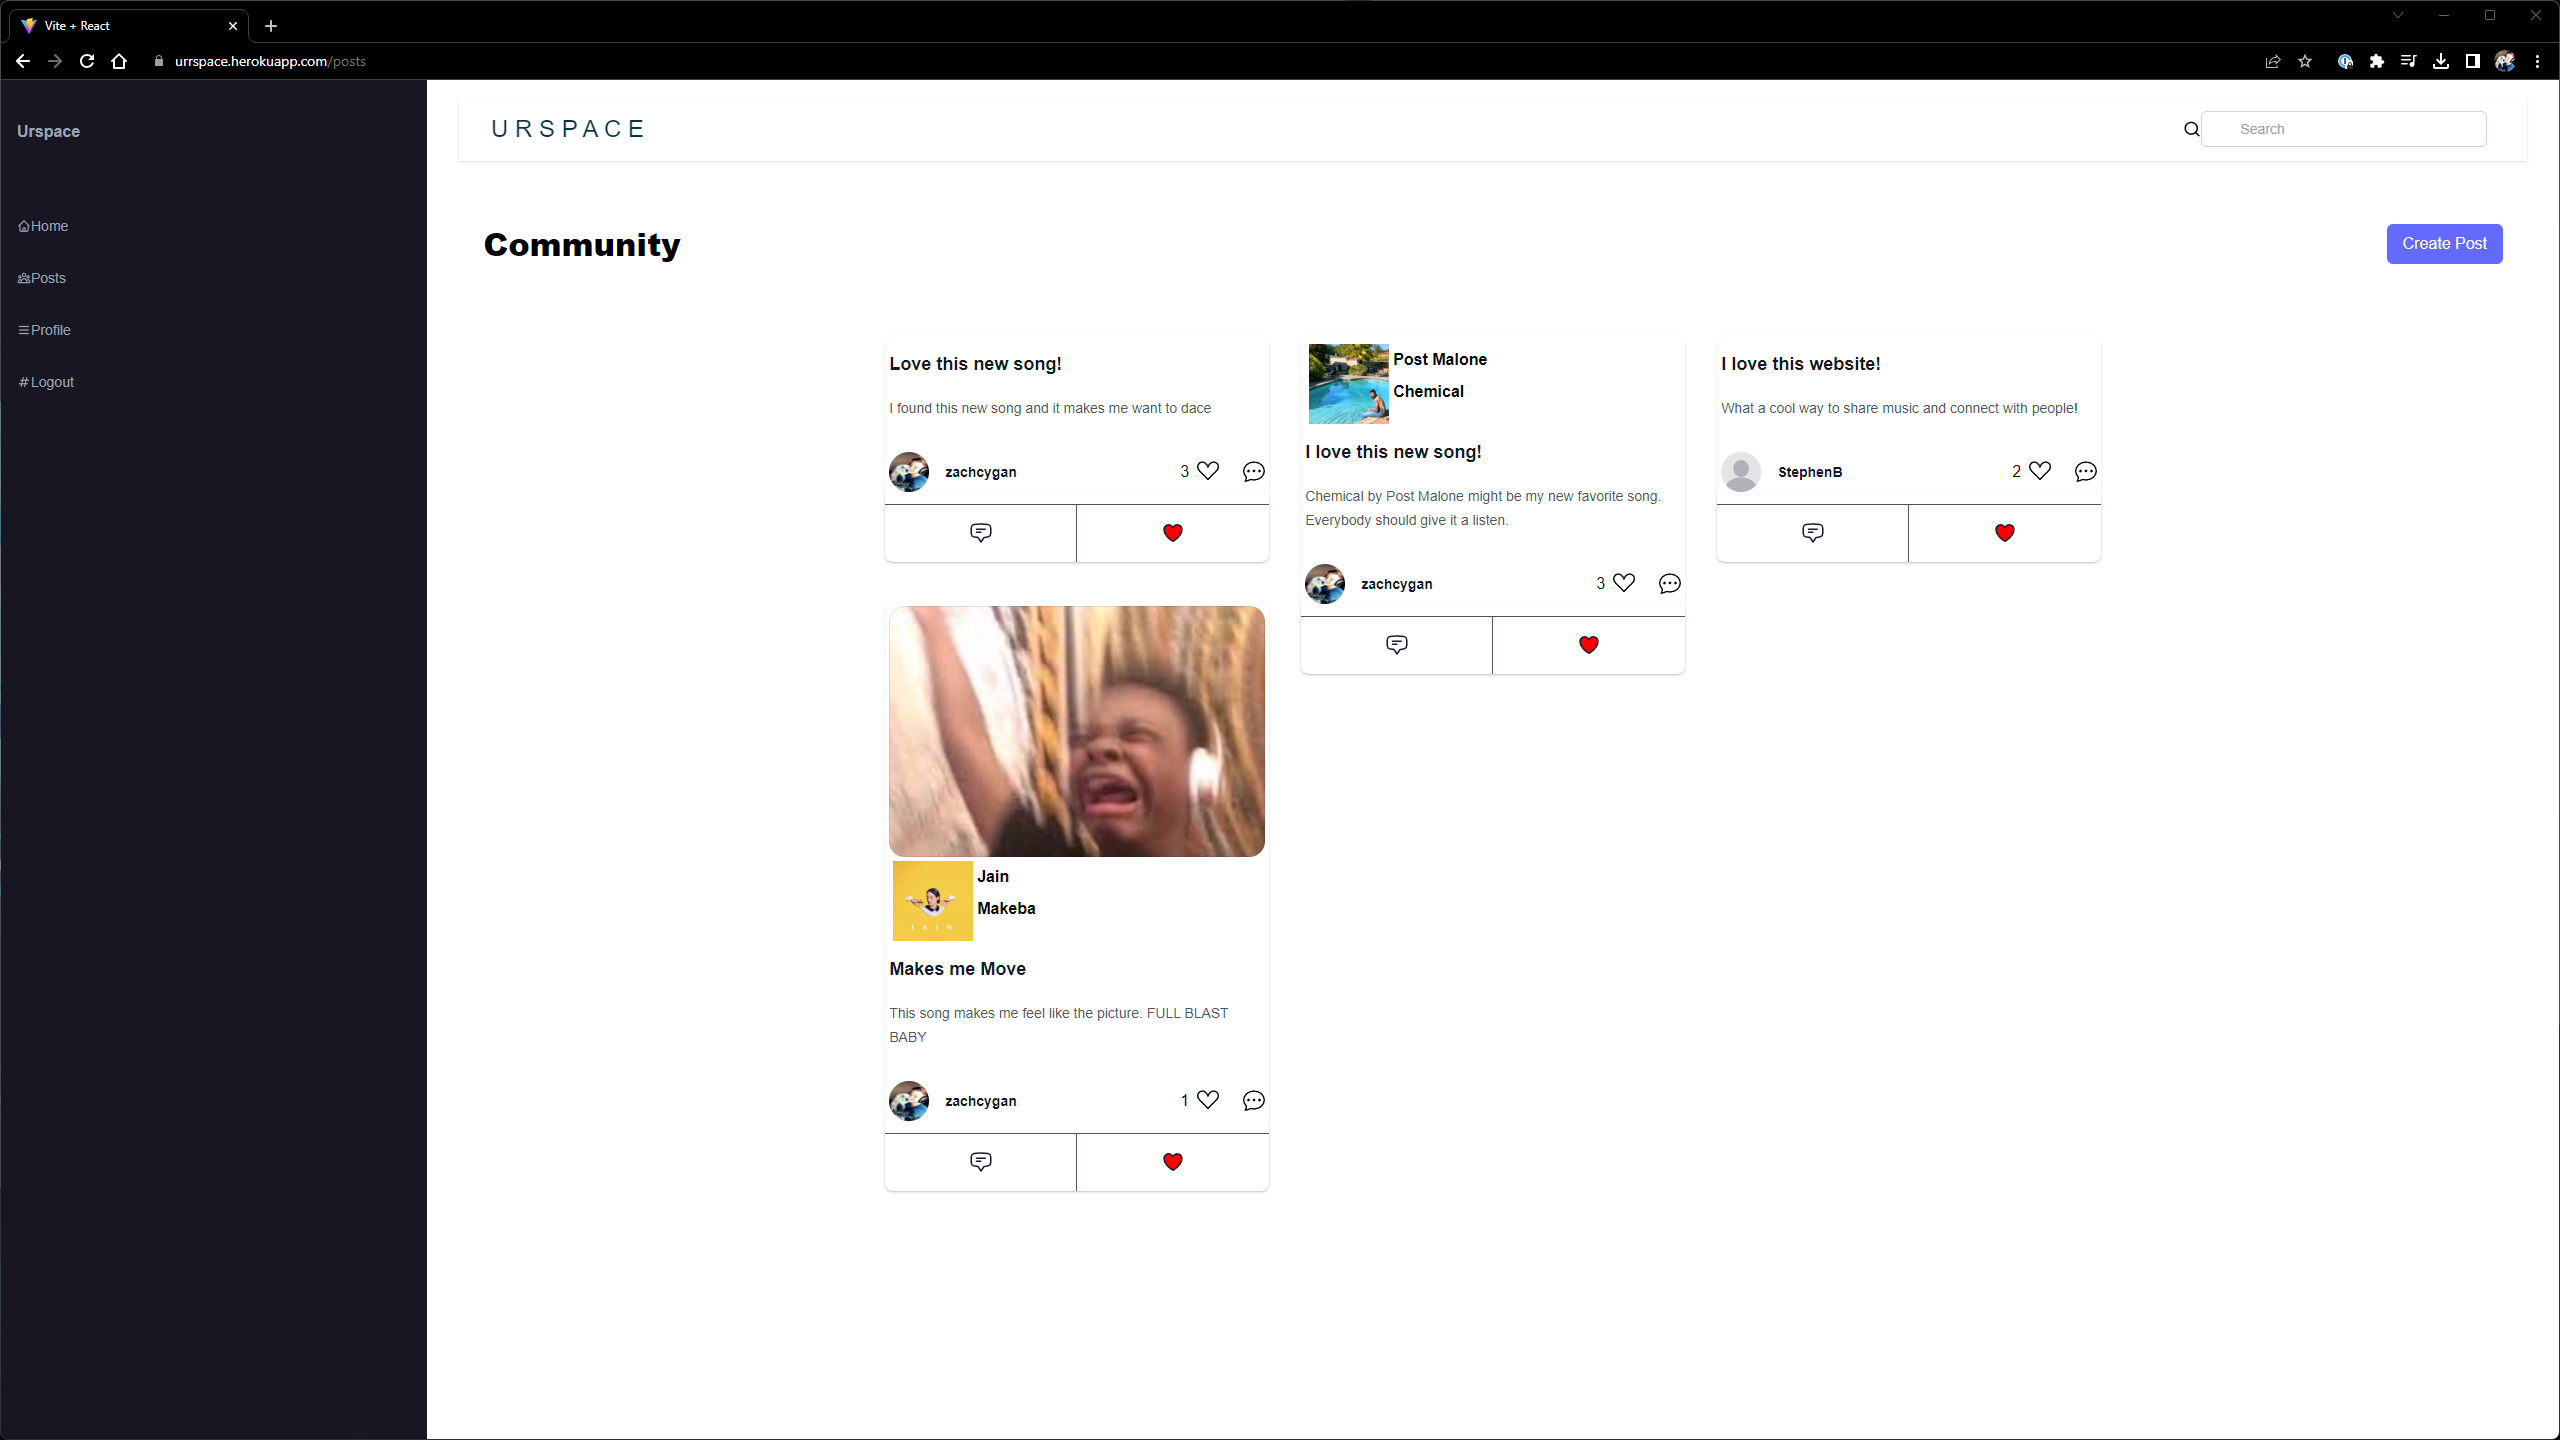 Vite + React
urrspace.herokuapp.com/posts
Urspace
Home
Posts
Profile
Logout
URSPACE
Search
Community
Create Post
Love this new song!
I found this new song and it makes me want to dace
zachcygan
3
Jain
Makeba
JAIN
Makes me Move
This song makes me feel like the picture. FULL BLAST
BABY
zachcygan
1
Post Malone
Chemical
I love this new song!
Chemical by Post Malone might be my new favorite song.
Everybody should give it a listen.
zachcygan
3
I love this website!
What a cool way to share music and connect with people!
StephenB
2